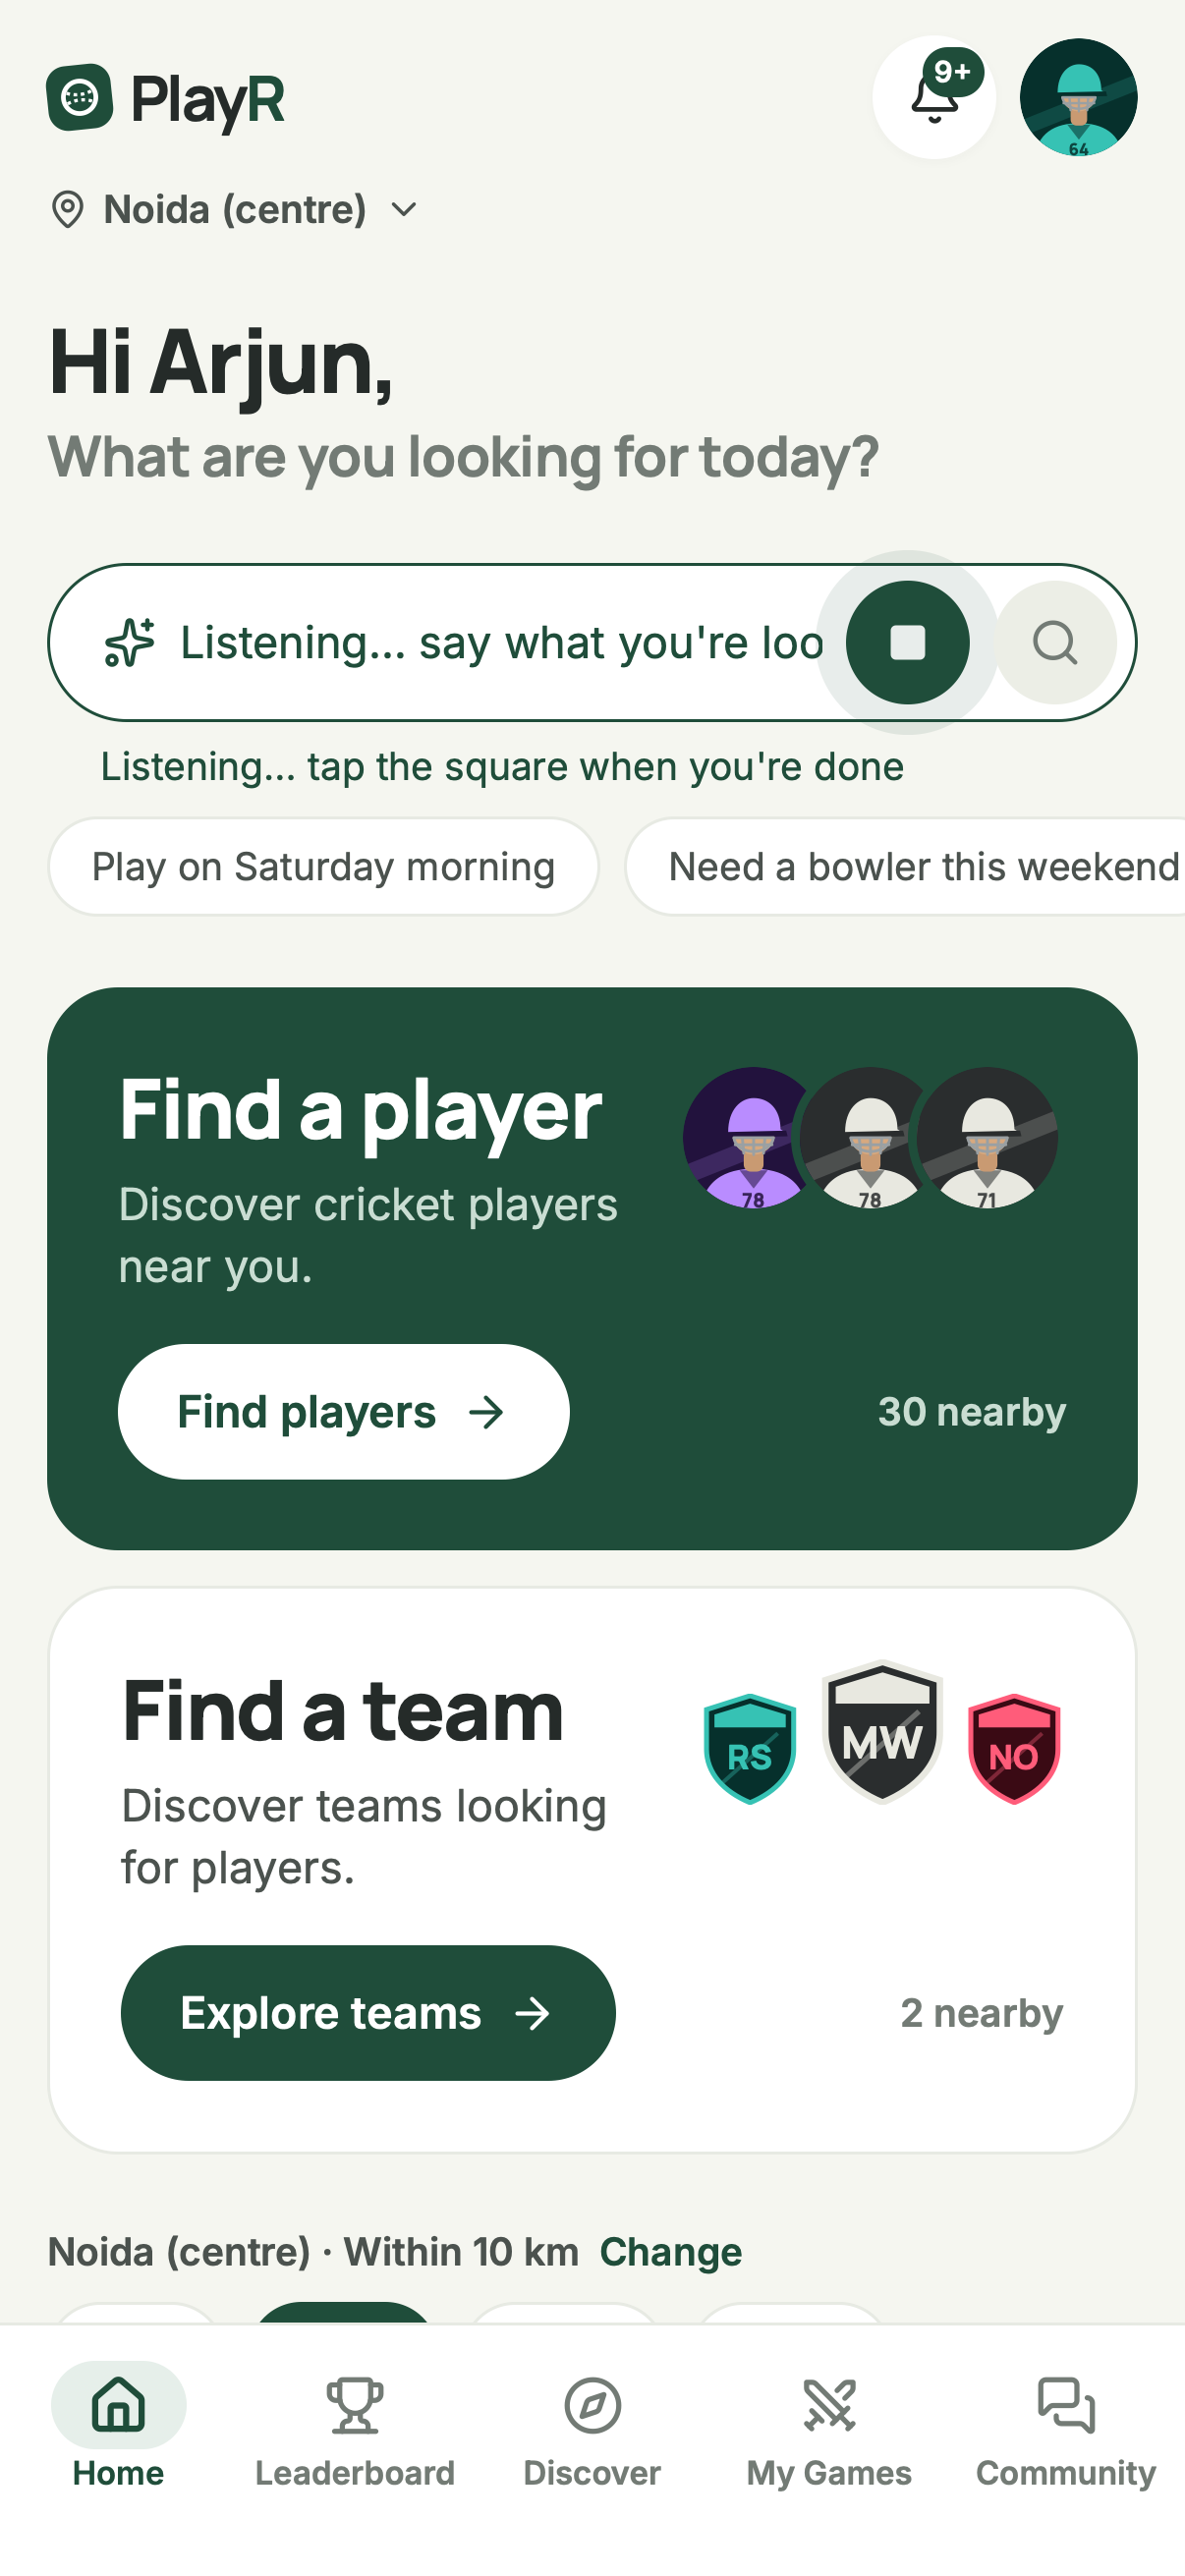 PlayR
9+
64
Noida (centre)
Hi Arjun,
What are you looking for today?
Listening... say what you're loo
Listening... tap the square when you're done
Play on Saturday morning
Need a bowler this weekend
Find a player
78
78
71
Discover cricket players
near you.
Find players
30 nearby
Find a team
RS
MW
NO
Discover teams looking
for players.
Explore teams
2 nearby
Noida (centre) · Within 10 km Change
Home
Leaderboard
Discover
My Games
Community